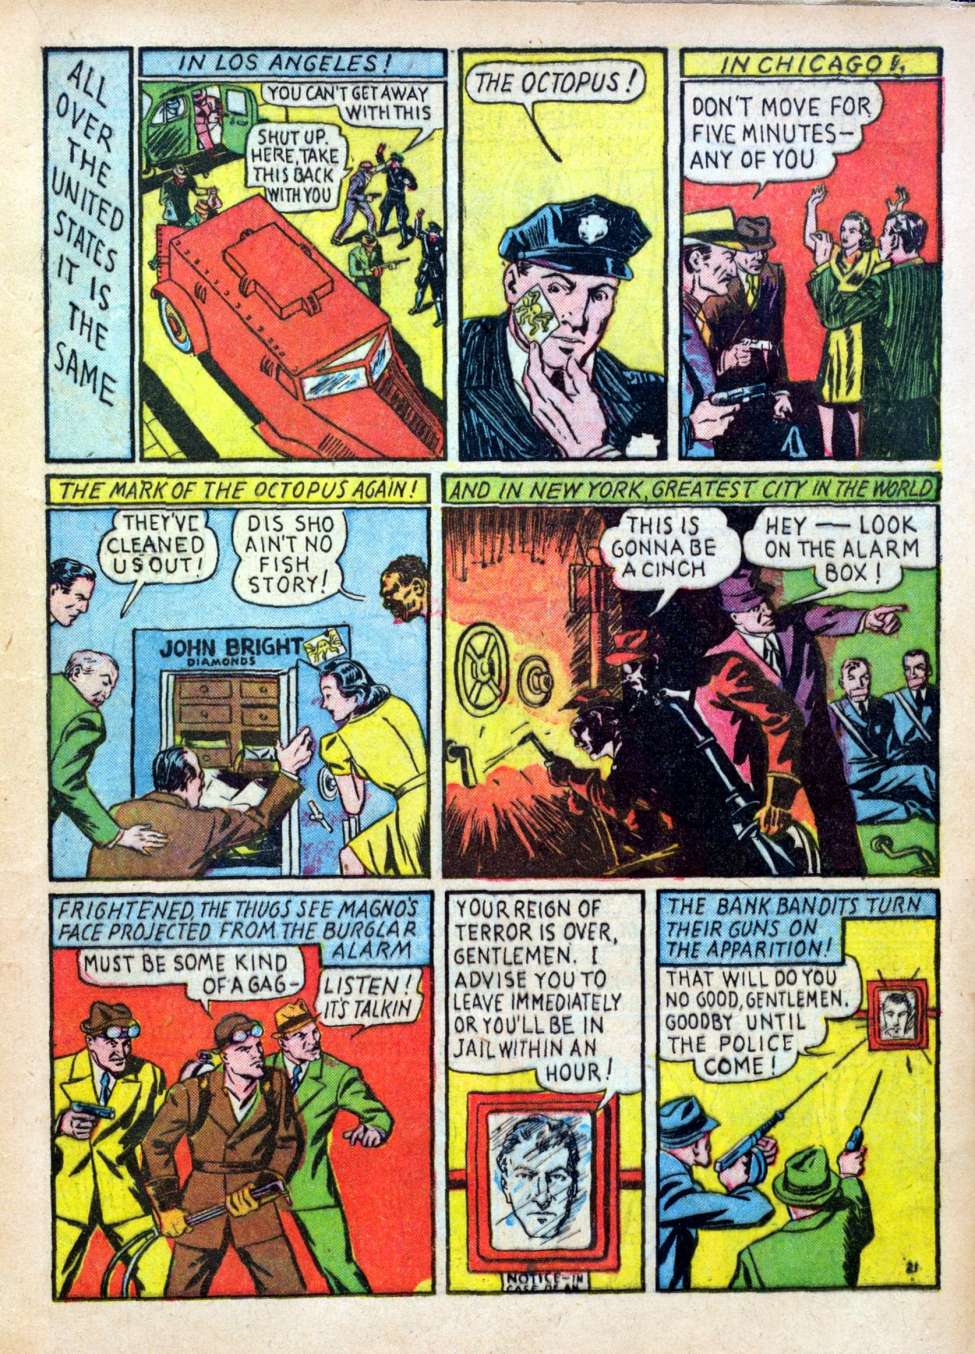 ALL
OVER
THE
UNITED
STATES
IT IS
THE
SAME
IN LOS ANGELES!
YOU CAN'T GET AWAY
WITH THIS
SHUT UP.
HERE, TAKE
THIS BACK
WITH YOU
THE OCTOPUS!
IN CHICAGO!
DON'T MOVE FOR
FIVE MINUTES—
ANY OF YOU
THE MARK OF THE OCTOPUS AGAIN!
THEY'VE
CLEANED
US OUT!
DIS SHO
AIN'T NO
FISH
STORY!
JOHN BRIGHT
DIAMONDS
AND IN NEW YORK, GREATEST CITY IN THE WORLD
THIS IS
GONNA BE
A CINCH
HEY — LOOK
ON THE ALARM
BOX!
FRIGHTENED, THE THUGS SEE MAGNO'S
FACE PROJECTED FROM THE BURGLAR
ALARM
MUST BE SOME KIND
OF A GAG-
LISTEN!
IT'S TALKIN
YOUR REIGN OF
TERROR IS OVER,
GENTLEMEN. I
ADVISE YOU TO
LEAVE IMMEDIATELY
OR YOU'LL BE IN
JAIL WITHIN AN
HOUR!
NOTICE-IN
CASE OF AN
THE BANK BANDITS TURN
THEIR GUNS ON
THE APPARITION!
THAT WILL DO YOU
NO GOOD, GENTLEMEN.
GOODBY UNTIL
THE POLICE
COME!
21